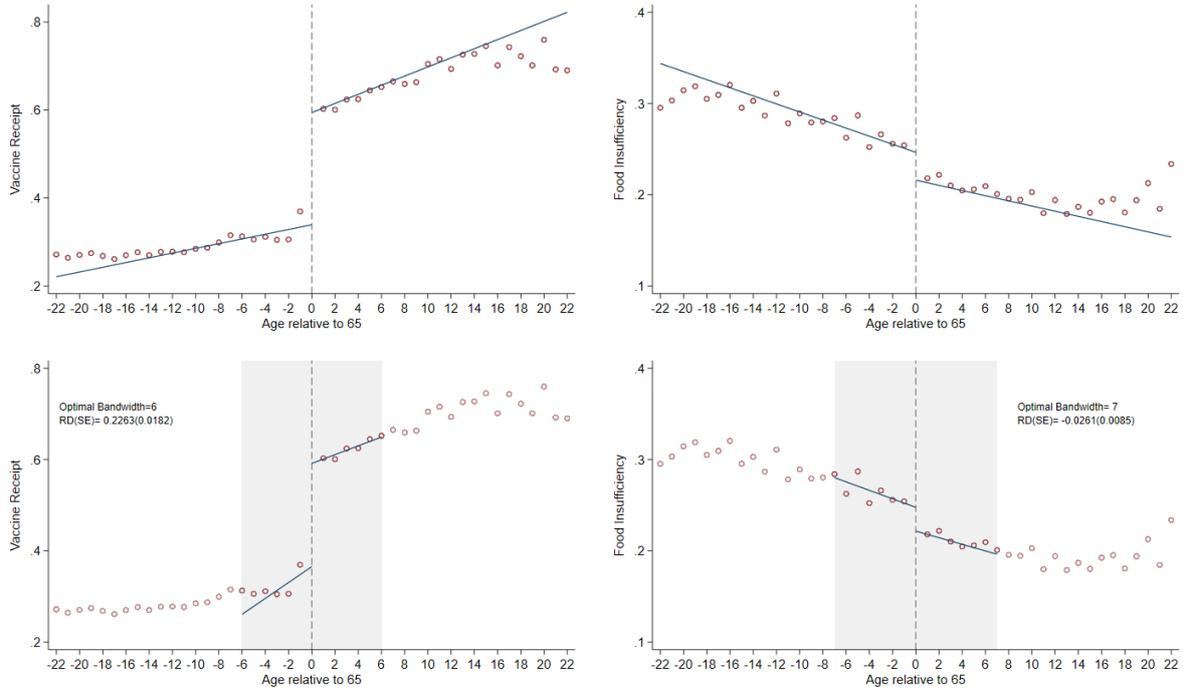 .8
.6
.4
.2
Vaccine Receipt
-22 -20 -18 -16 -14 -12 -10 -8 -6 -4 -2 0 2 4 6 8 10 12 14 16 18 20 22
Age relative to 65
.4
.3
.2
.1
Food Insufficiency
-22 -20 -18 -16 -14 -12 -10 -8 -6 -4 -2 0 2 4 6 8 10 12 14 16 18 20 22
Age relative to 65
.8
.6
.4
.2
Vaccine Receipt
Optimal Bandwidth=6
RD(SE)= 0.2263(0.0182)
-22 -20 -18 -16 -14 -12 -10 -8 -6 -4 -2 0 2 4 6 8 10 12 14 16 18 20 22
Age relative to 65
.4
.3
.2
.1
Food Insufficiency
Optimal Bandwidth= 7
RD(SE)= -0.0261(0.0085)
-22 -20 -18 -16 -14 -12 -10 -8 -6 -4 -2 0 2 4 6 8 10 12 14 16 18 20 22
Age relative to 65